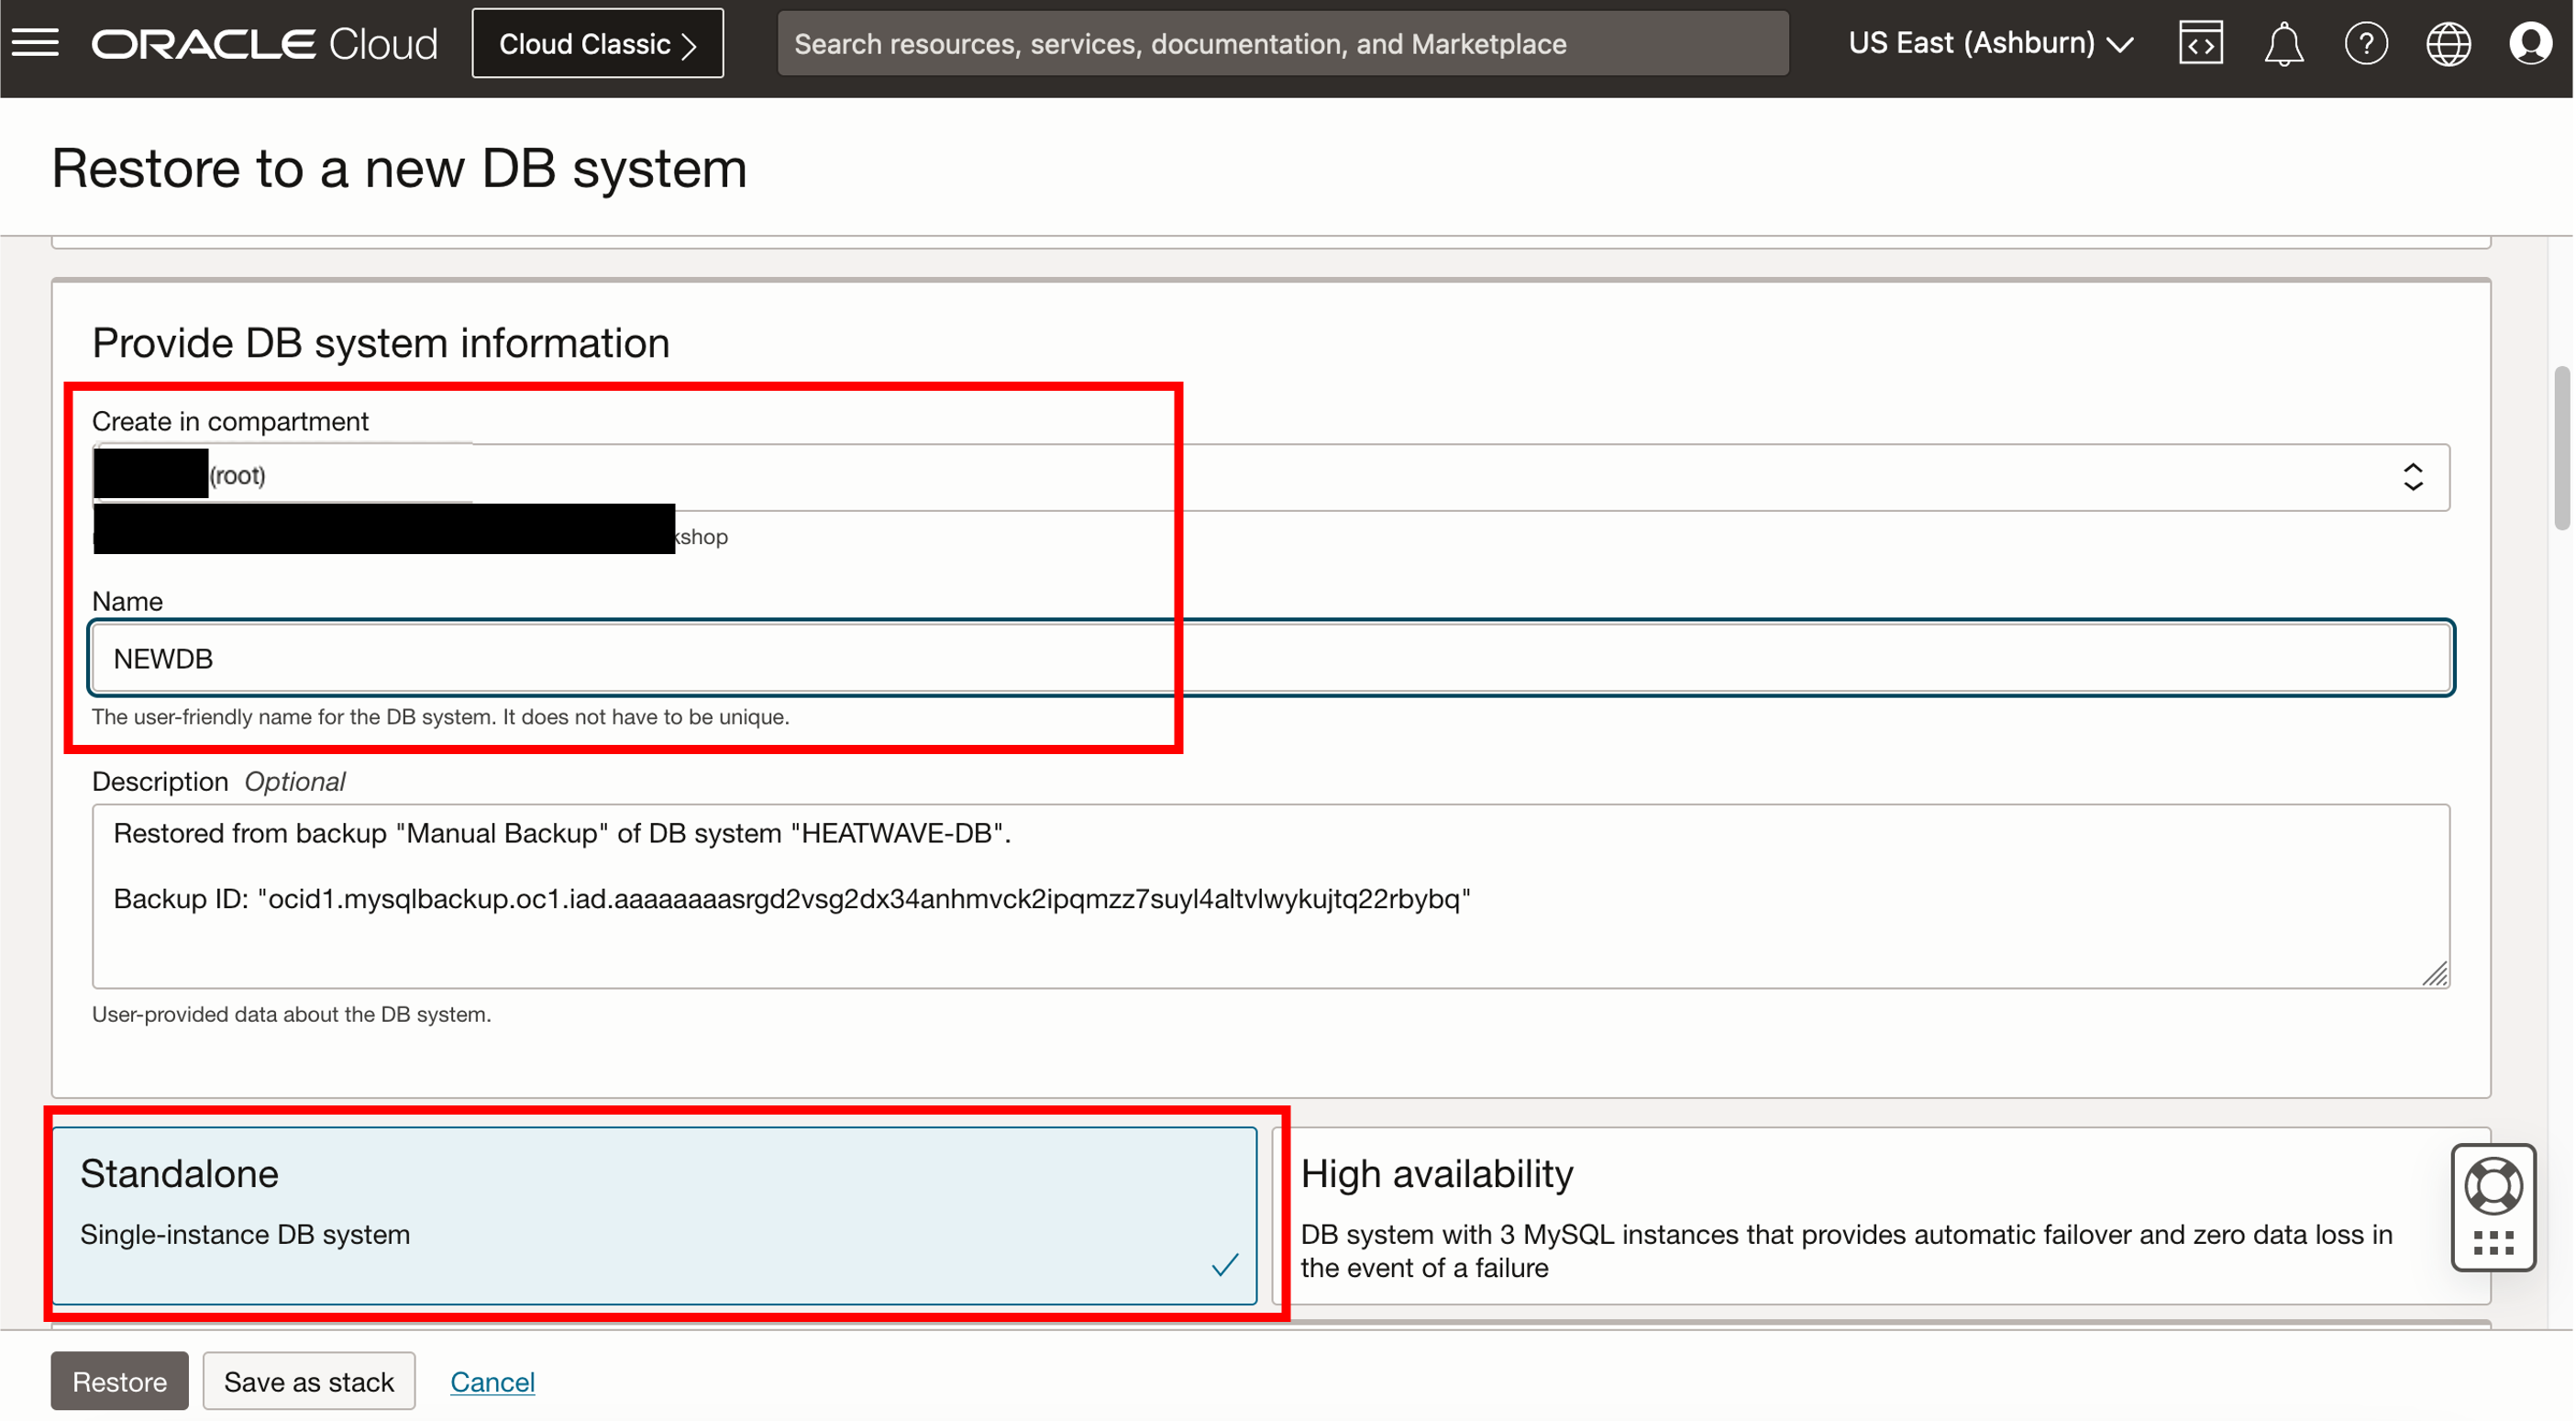 ORACLE Cloud
Cloud Classic
Search resources, services, documentation, and Marketplace
US East (Ashburn)
Restore to a new DB system
Provide DB system information
Create in compartment
(root)
Name
NEWDB
The user-friendly name for the DB system. It does not have to be unique.
Description Optional
Restored from backup "Manual Backup" of DB system "HEATWAVE-DB".
Backup ID: "ocid1.mysqlbackup.oc1.iad.aaaaaaaasrgd2vsg2dx34anhmvck2ipqmzz7suyl4altvlwykujtq22rbybq"
User-provided data about the DB system.
Standalone
Single-instance DB system
High availability
DB system with 3 MySQL instances that provides automatic failover and zero data loss in
the event of a failure
Restore
Save as stack
Cancel